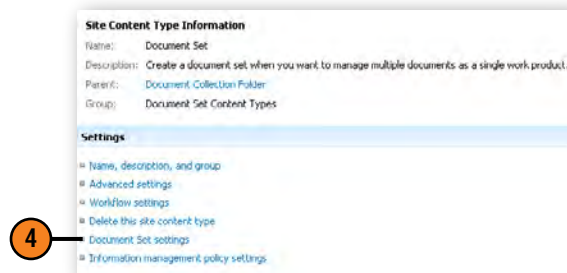 Site Content Type Information
Name: Document Set
Description: Create a document set when you want to manage multiple documents as a single work product.
Parent: Document Collection Folder
Group: Document Set Content Types
Settings
Name, description, and group
Advanced settings
Workflow settings
Delete this site content type
4 Document Set settings
Information management policy settings